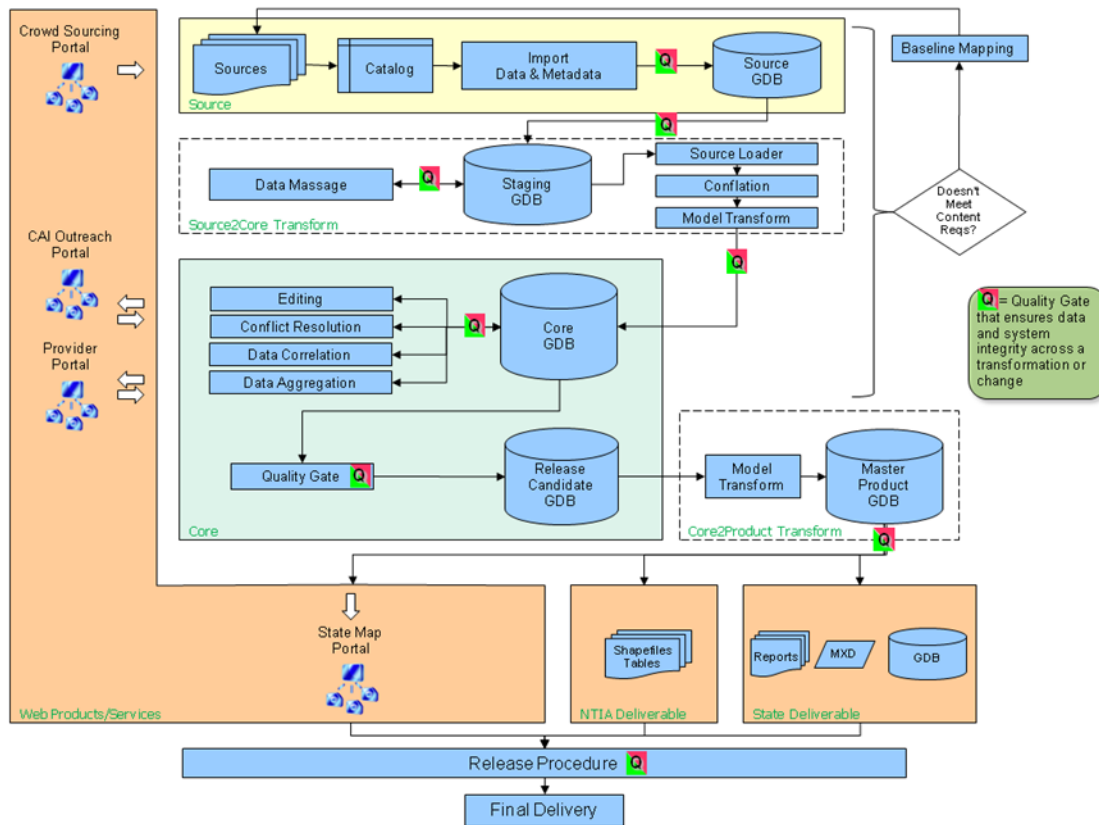 Crowd Sourcing
Portal
CAI Outreach
Portal
Provider
Portal
Sources
Catalog
Import
Data & Metadata
Q
Source
GDB
Source
Baseline Mapping
Q
Data Massage
Q
Staging
GDB
Source Loader
Conflation
Model Transform
Source2Core Transform
Doesn't
Meet
Content
Reqs?
Q
Editing
Conflict Resolution
Data Correlation
Data Aggregation
Q
Core
GDB
Q = Quality Gate
that ensures data
and system
integrity across a
transformation or
change
Quality Gate Q
Release
Candidate
GDB
Core
Model
Transform
Master
Product
GDB
Core2Product Transform
Q
State Map
Portal
Web Products/Services
Shapefiles
Tables
NTIA Deliverable
Reports
MXD
GDB
State Deliverable
Release Procedure Q
Final Delivery